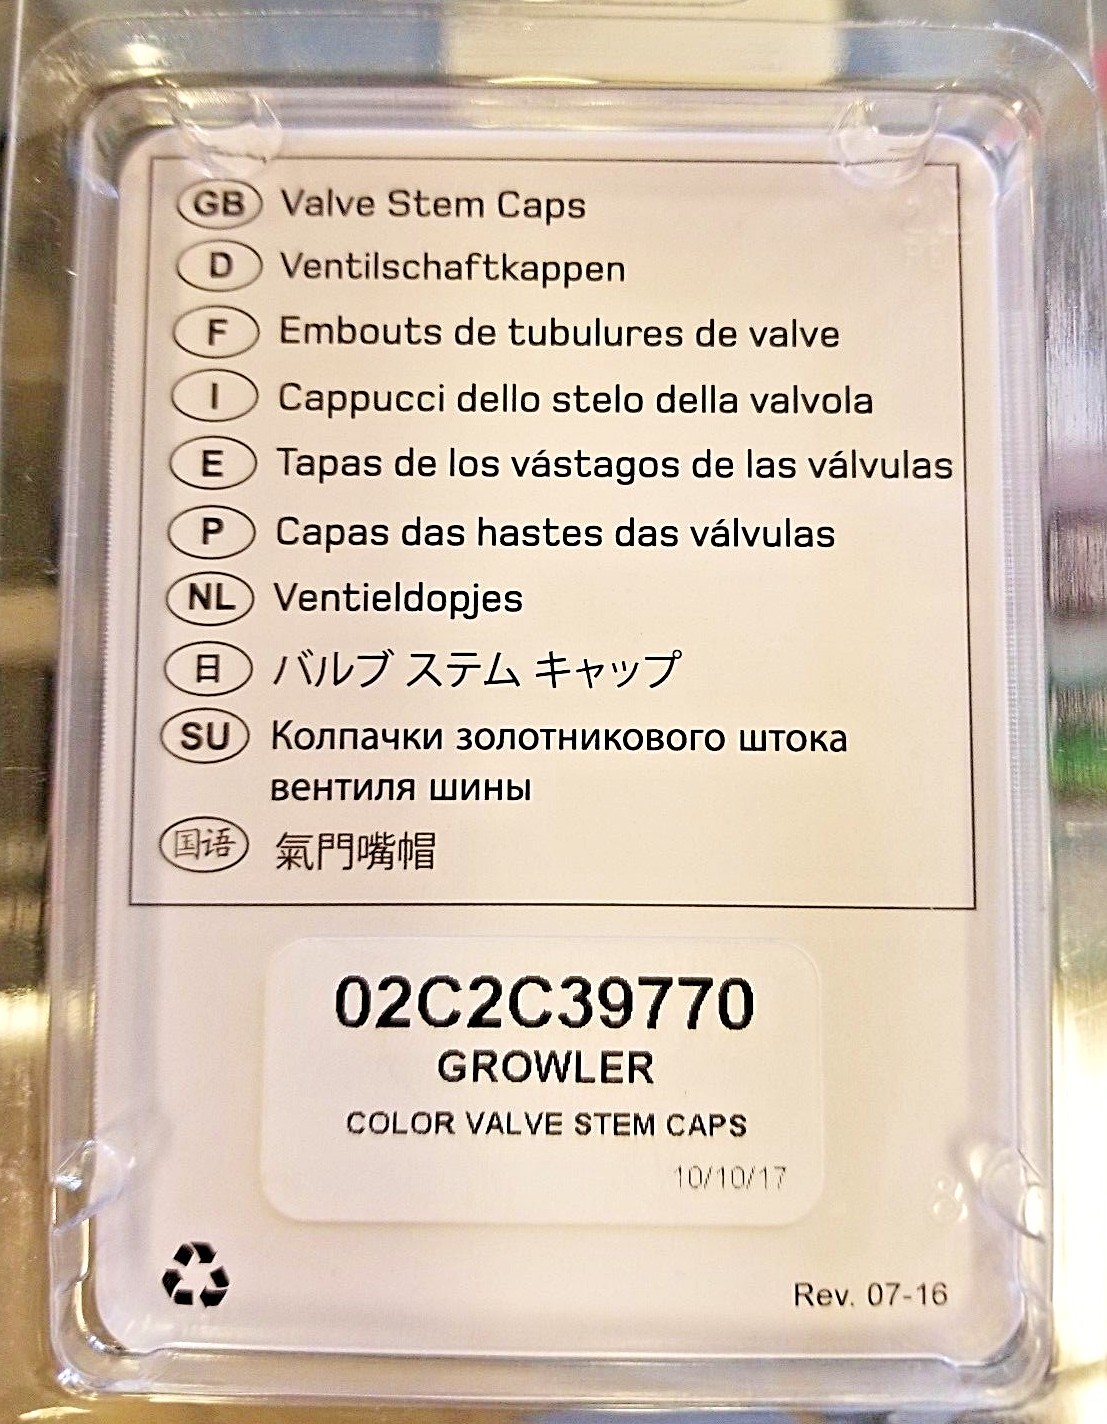 GB Valve Stem Caps
D Ventilschaftkappen
F Embouts de tubulures de valve
I Cappucci dello stelo della valvola
E Tapas de los vástagos de las válvulas
P Capas das hastes das válvulas
NL Ventieldopjes
日 バルブ ステム キャップ
SU Колпачки золотникового штока
вентиля шины
国语 氣門嘴帽
02C2C39770
GROWLER
COLOR VALVE STEM CAPS
10/10/17
Rev. 07-16